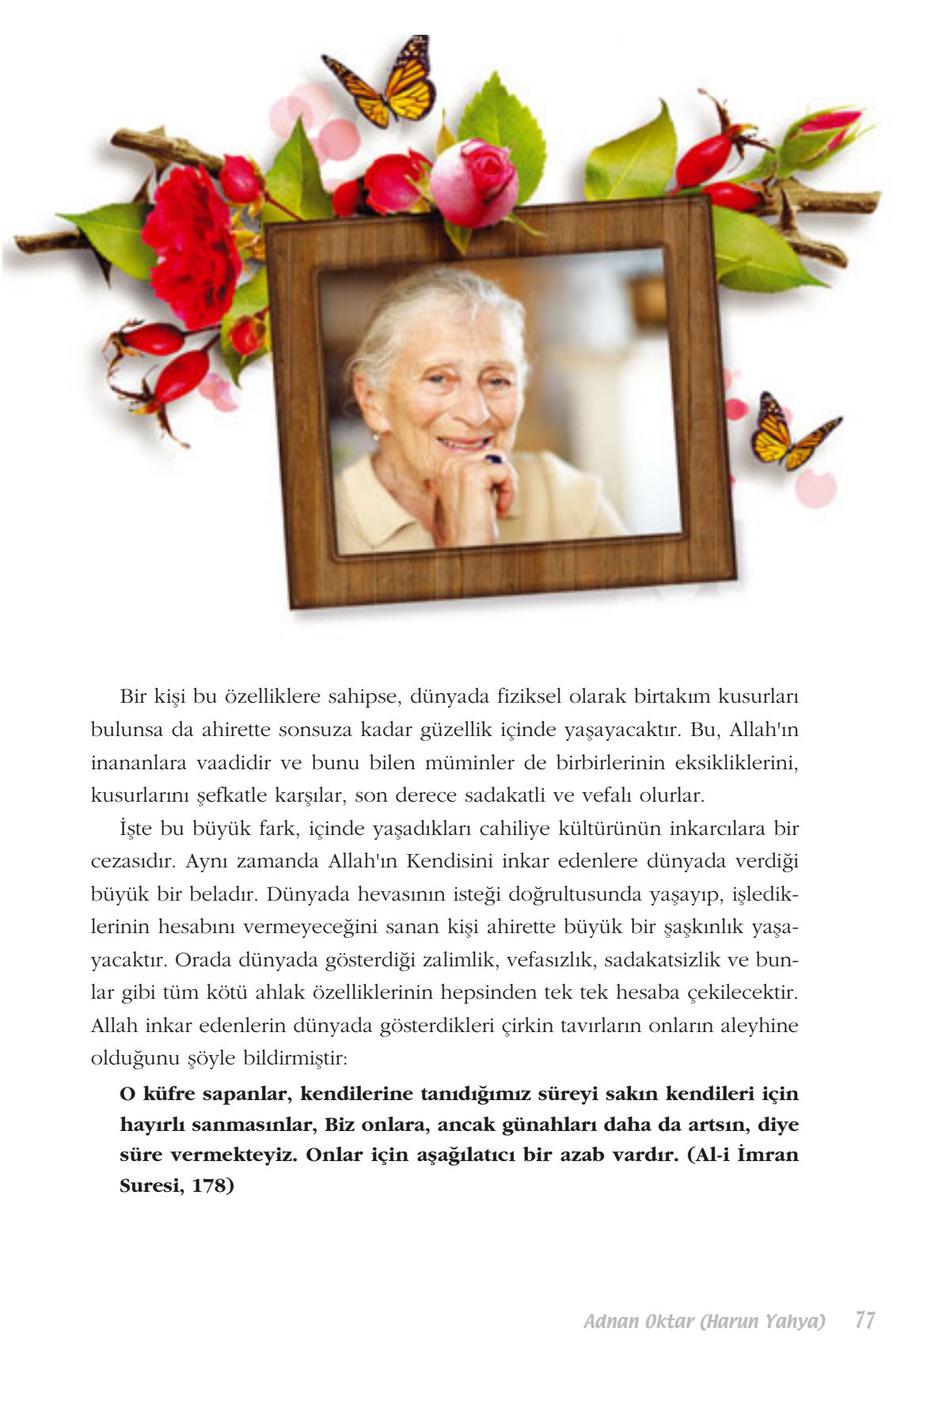 Bir kişi bu özelliklere sahipse, dünyada fiziksel olarak birtakım kusurları
bulunsa da ahirette sonsuza kadar güzellik içinde yaşayacaktır. Bu, Allah'ın
inananlara vaadidir ve bunu bilen müminler de birbirlerinin eksikliklerini,
kusurlarını şefkatle karşılar, son derece sadakatli ve vefalı olurlar.
İşte bu büyük fark, içinde yaşadıkları cahiliye kültürünün inkarcılara bir
cezasıdır. Aynı zamanda Allah'ın Kendisini inkar edenlere dünyada verdiği
büyük bir beladır. Dünyada hevasının isteği doğrultusunda yaşayıp, işledik-
lerinin hesabını vermeyeceğini sanan kişi ahirette büyük bir şaşkınlık yaşa-
yacaktır. Orada dünyada gösterdiği zalimlik, vefasızlık, sadakatsizlik ve bun-
lar gibi tüm kötü ahlak özelliklerinin hepsinden tek tek hesaba çekilecektir.
Allah inkar edenlerin dünyada gösterdikleri çirkin tavırların onların aleyhine
olduğunu şöyle bildirmiştir:
O küfre sapanlar, kendilerine tanıdığımız süreyi sakın kendileri için
hayırlı sanmasınlar, Biz onlara, ancak günahları daha da artsın, diye
süre vermekteyiz. Onlar için aşağılatıcı bir azab vardır. (Al-i İmran
Suresi, 178)
Adnan Oktar (Harun Yahya) 77